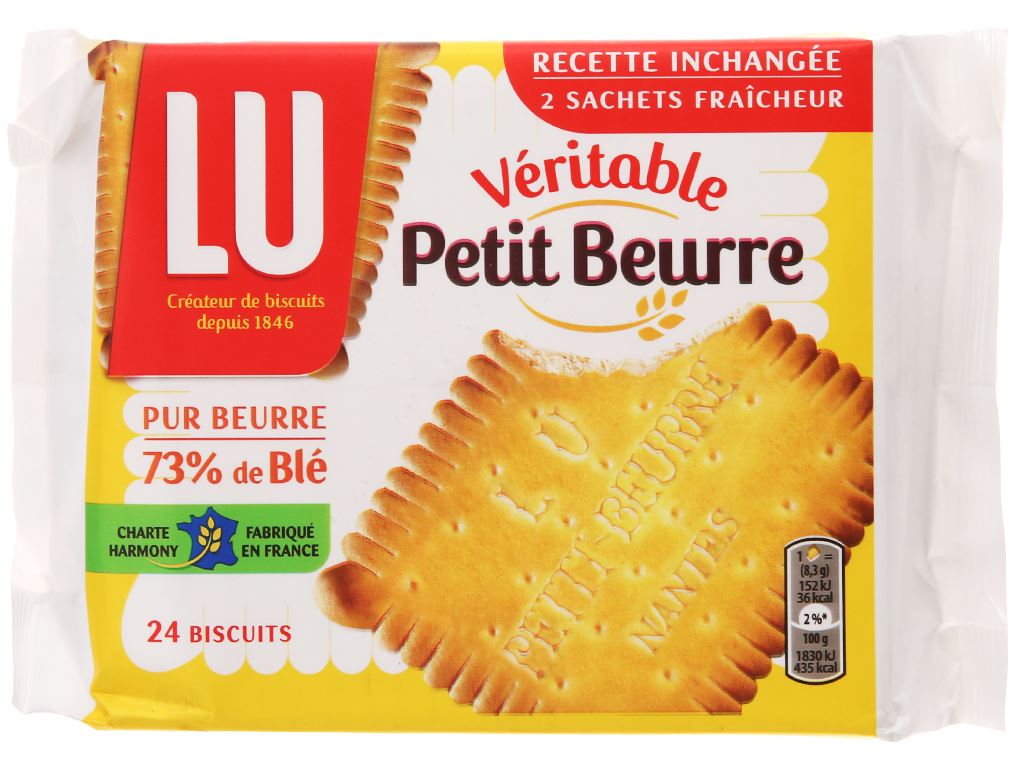 LU
Créateur de biscuits
depuis 1846
RECETTE INCHANGÉE
2 SACHETS FRAÎCHEUR
Véritable
Petit Beurre
PUR BEURRE
73% de Blé
CHARTE
HARMONY
FABRIQUÉ
EN FRANCE
24 BISCUITS
LU
PETIT-BEURRE
NANTES
1 =
(8,3 g)
152 kJ
36 kcal
2%*
100 g
1830 kJ
435 kcal